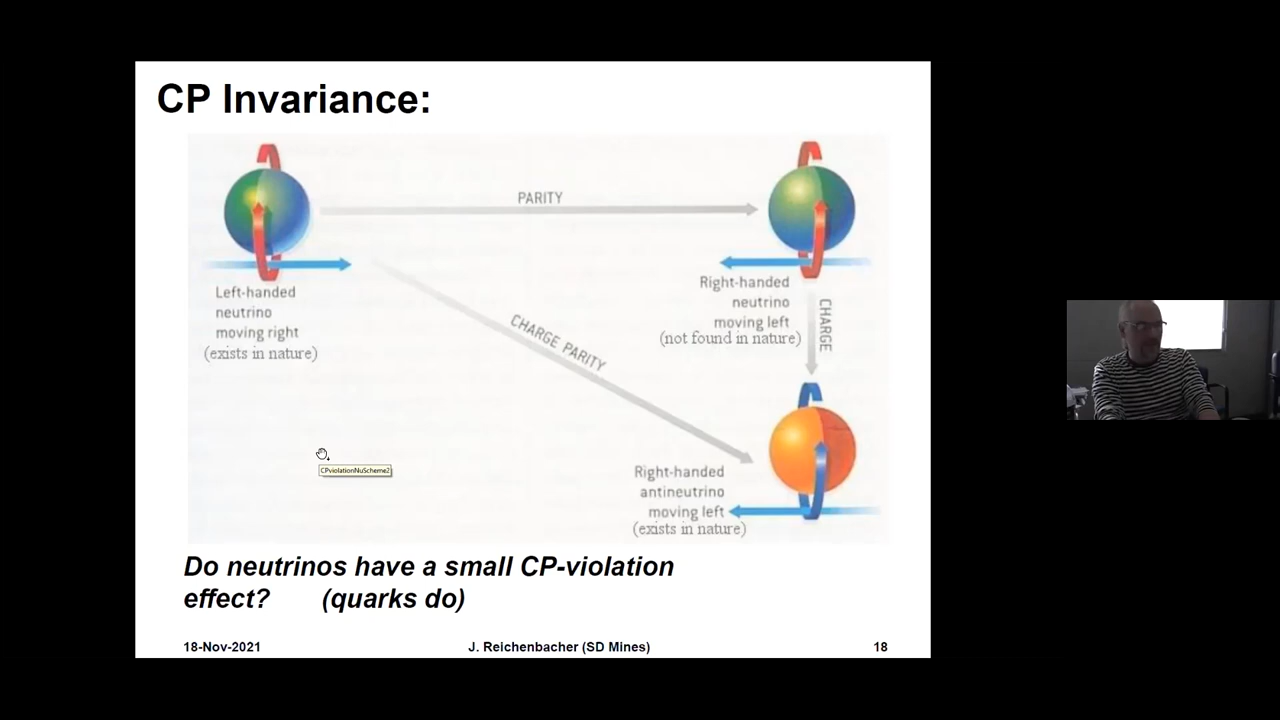 CP Invariance:
PARITY
Left-handed
neutrino
moving right
(exists in nature)
Right-handed
neutrino
moving left
(not found in nature)
CHARGE
CHARGE PARITY
Right-handed
antineutrino
moving left
(exists in nature)
CPviolationNuScheme2
Do neutrinos have a small CP-violation
effect? (quarks do)
18-Nov-2021 J. Reichenbacher (SD Mines) 18